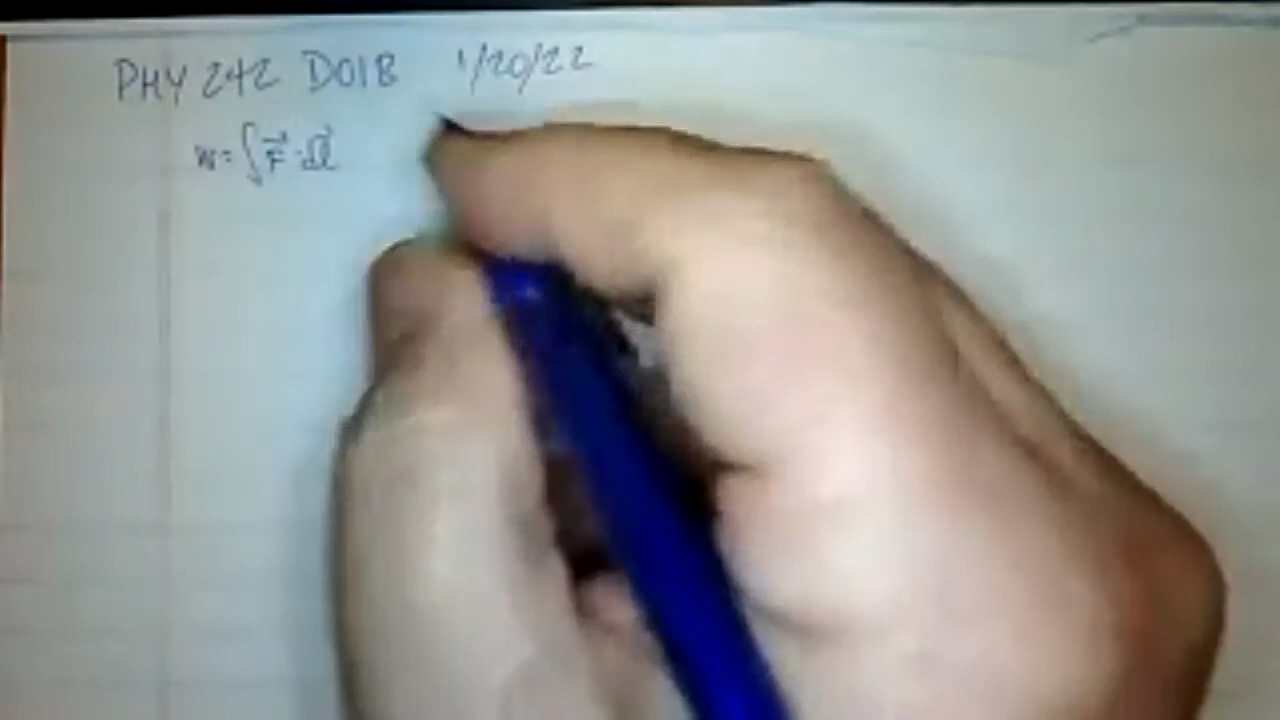 PHY 242 D01B 1/20/22
W = ∫ F⃗ · dl⃗